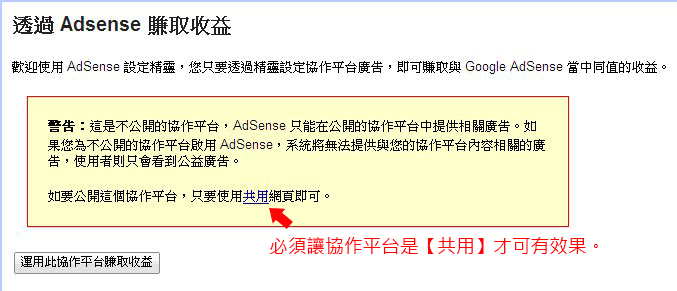 透過 Adsense 賺取收益
歡迎使用 AdSense 設定精靈，您只要透過精靈設定協作平台廣告，即可賺取與 Google AdSense 當中同值的收益。
警告：這是不公開的協作平台，AdSense 只能在公開的協作平台中提供相關廣告。如
果您為不公開的協作平台啟用 AdSense，系統將無法提供與您的協作平台內容相關的廣
告，使用者則只會看到公益廣告。
如要公開這個協作平台，只要使用共用網頁即可。
必須讓協作平台是【共用】才可有效果。
運用此協作平台賺取收益